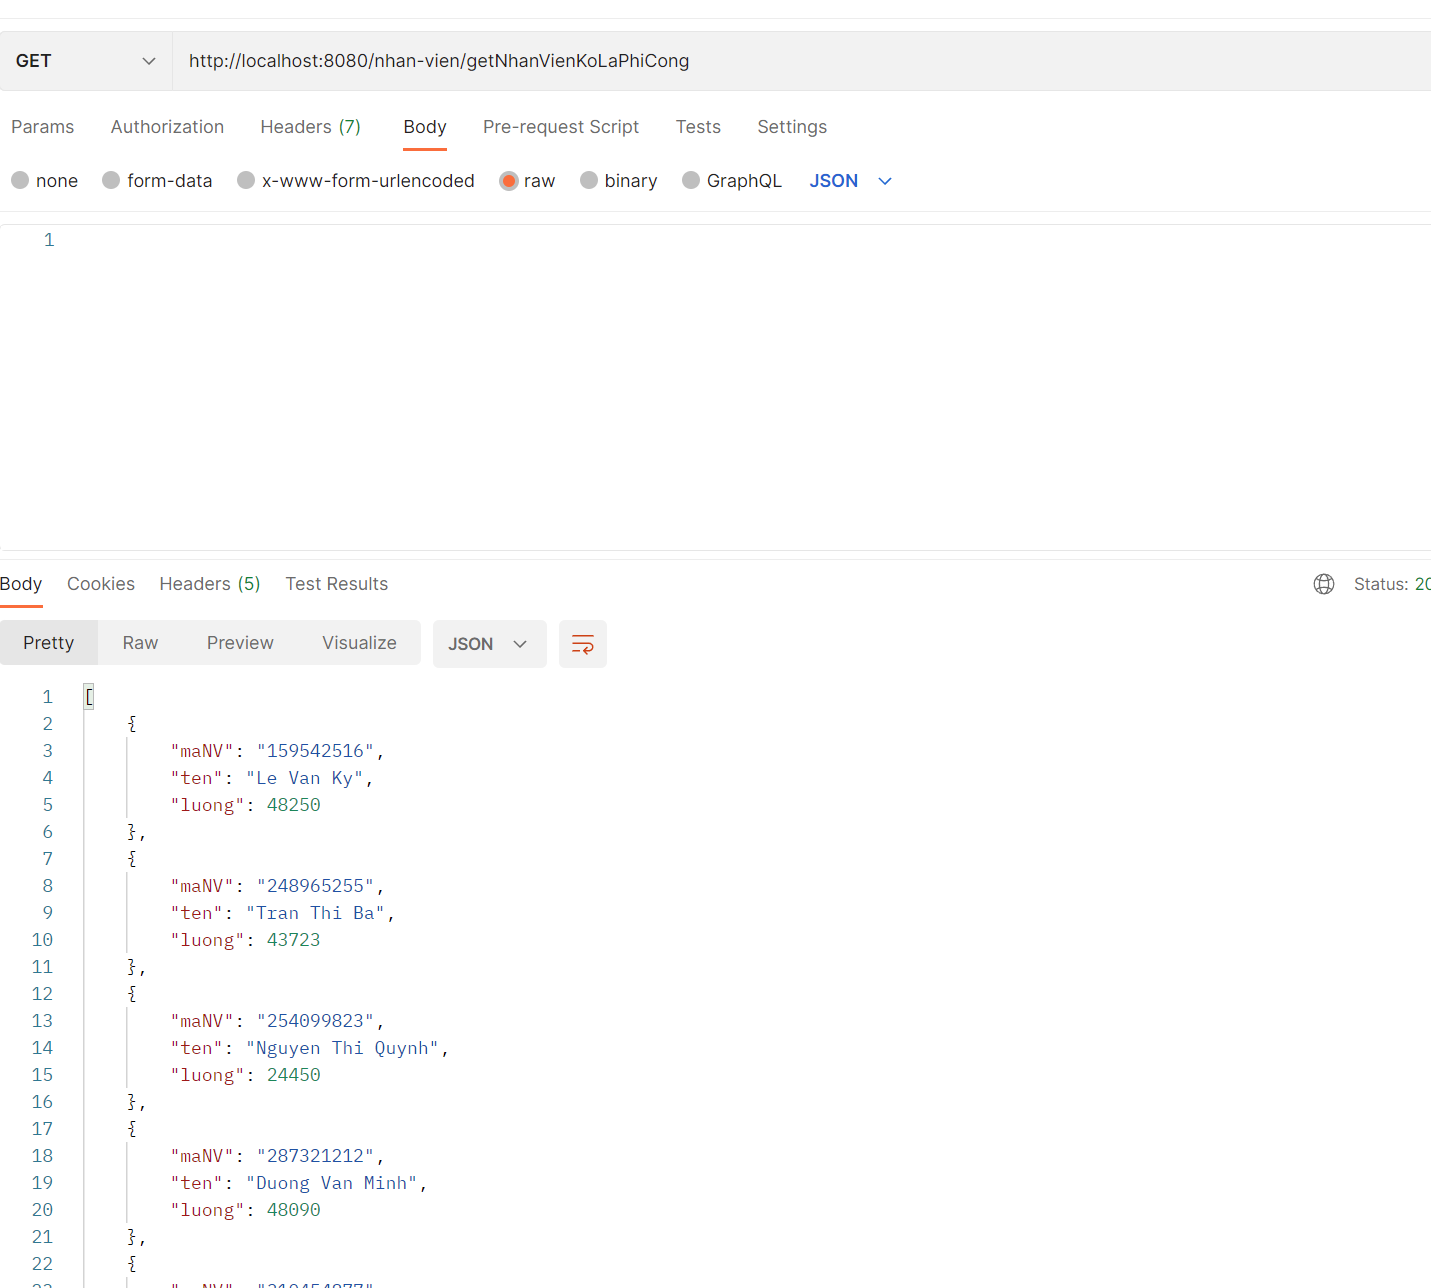 GET http://localhost:8080/nhan-vien/getNhanVienKoLaPhiCong
Params Authorization Headers (7) Body Pre-request Script Tests Settings
none form-data x-www-form-urlencoded raw binary GraphQL JSON
1
Body Cookies Headers (5) Test Results Status: 20
Pretty Raw Preview Visualize JSON
1 [
2 {
3 "maNV": "159542516",
4 "ten": "Le Van Ky",
5 "luong": 48250
6 },
7 {
8 "maNV": "248965255",
9 "ten": "Tran Thi Ba",
10 "luong": 43723
11 },
12 {
13 "maNV": "254099823",
14 "ten": "Nguyen Thi Quynh",
15 "luong": 24450
16 },
17 {
18 "maNV": "287321212",
19 "ten": "Duong Van Minh",
20 "luong": 48090
21 },
22 {